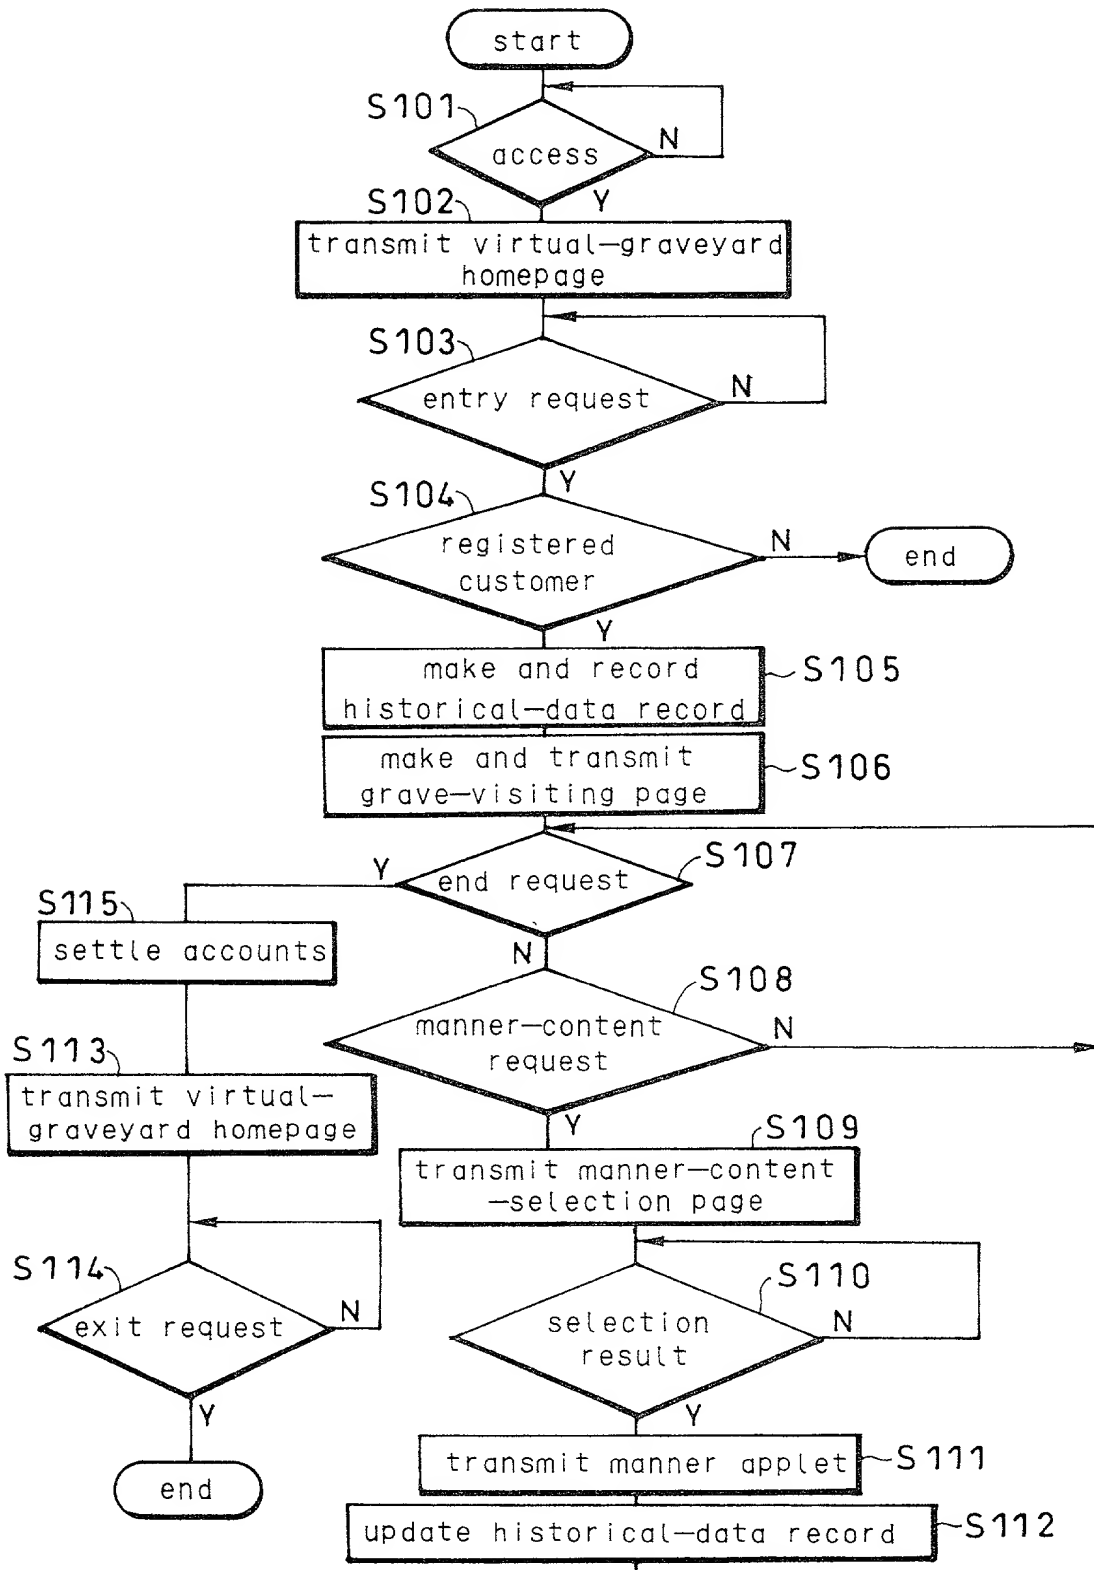 start
S101
access
N
Y
S102
transmit virtual-graveyard
homepage
S103
entry request
N
Y
S104
registered
customer
N
end
Y
make and record
historical-data record
S105
make and transmit
grave-visiting page
S106
S107
end request
Y
N
S115
settle accounts
S108
manner-content
request
N
Y
S113
transmit virtual-
graveyard homepage
S109
transmit manner-content
-selection page
S114
exit request
N
Y
end
S110
selection
result
N
Y
transmit manner applet
S111
update historical-data record
S112